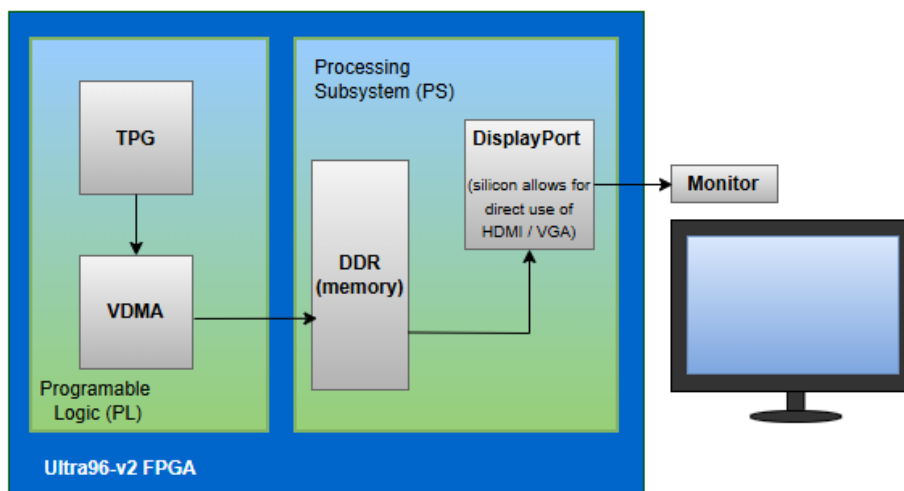 Processing
Subsystem (PS)
TPG
DisplayPort
(silicon allows for
direct use of
HDMI / VGA)
Monitor
DDR
(memory)
VDMA
Programable
Logic (PL)
Ultra96-v2 FPGA